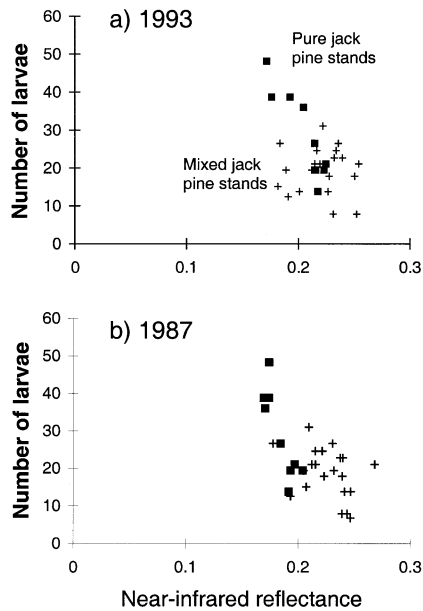 a) 1993
Pure jack
pine stands
Mixed jack
pine stands
Number of larvae
60
50
40
30
20
10
0
0
0.1
0.2
0.3
b) 1987
Number of larvae
60
50
40
30
20
10
0
0
0.1
0.2
0.3
Near-infrared reflectance